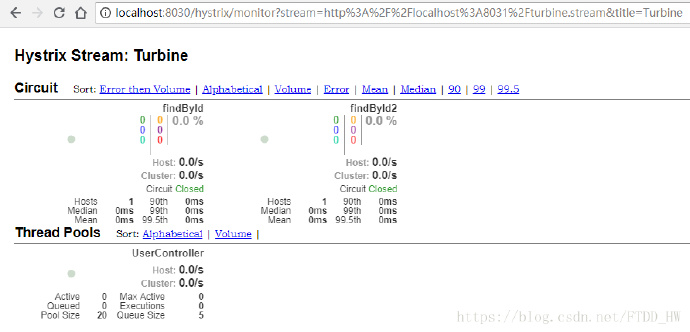 localhost:8030/hystrix/monitor?stream=http%3A%2F%2Flocalhost%3A8031%2Fturbine.stream&title=Turbine
Hystrix Stream: Turbine
Circuit Sort: Error then Volume | Alphabetical | Volume | Error | Mean | Median | 90 | 99 | 99.5
findById findById2
0 0 0.0 % 0 0 0.0 %
0 0 0 0
0 0 0 0
Host: 0.0/s Host: 0.0/s
Cluster: 0.0/s Cluster: 0.0/s
Circuit Closed Circuit Closed
Hosts 1 90th 0ms Hosts 1 90th 0ms
Median 0ms 99th 0ms Median 0ms 99th 0ms
Mean 0ms 99.5th 0ms Mean 0ms 99.5th 0ms
Thread Pools Sort: Alphabetical | Volume |
UserController
Host: 0.0/s
Cluster: 0.0/s
Active 0 Max Active 0
Queued 0 Executions 0
Pool Size 20 Queue Size 5
https://blog.csdn.net/FTDD_HW